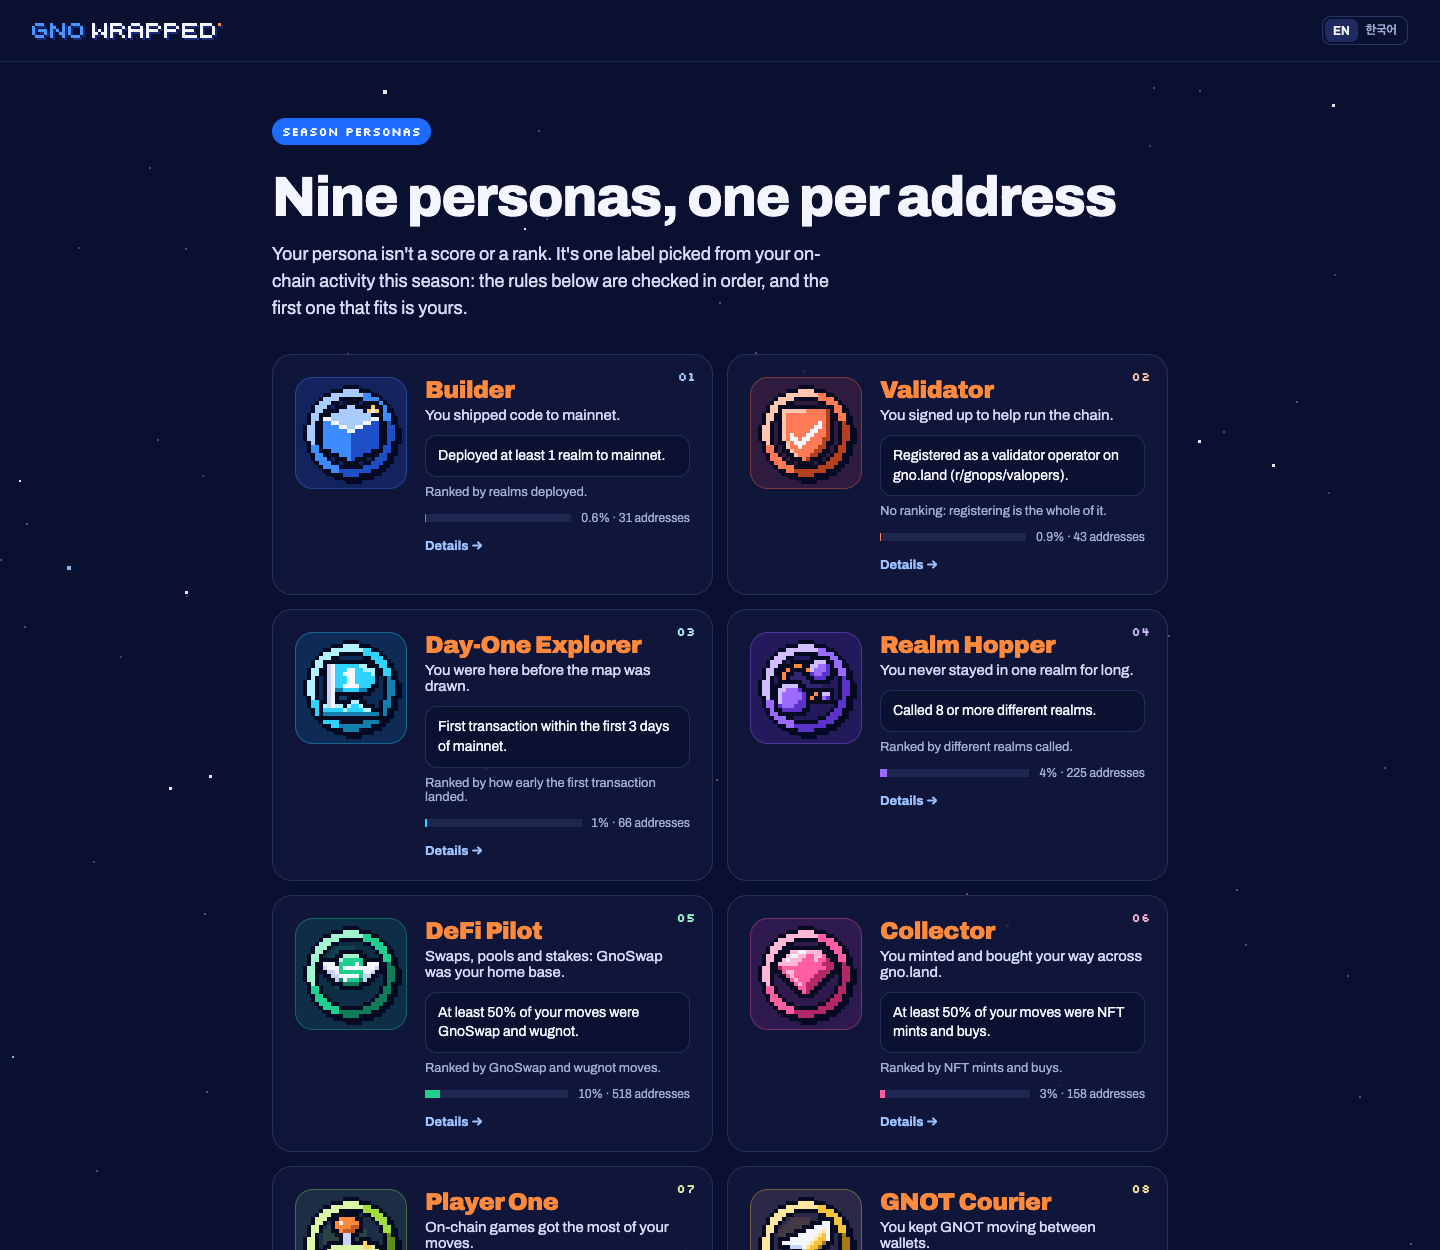 GNO WRAPPED
EN 한국어
SEASON PERSONAS
Nine personas, one per address
Your persona isn't a score or a rank. It's one label picked from your on-
chain activity this season: the rules below are checked in order, and the
first one that fits is yours.
01
Builder
You shipped code to mainnet.
Deployed at least 1 realm to mainnet.
Ranked by realms deployed.
0.6% · 31 addresses
Details →
02
Validator
You signed up to help run the chain.
Registered as a validator operator on
gno.land (r/gnops/valopers).
No ranking: registering is the whole of it.
0.9% · 43 addresses
Details →
03
1
Day-One Explorer
You were here before the map was
drawn.
First transaction within the first 3 days
of mainnet.
Ranked by how early the first transaction
landed.
1% · 66 addresses
Details →
04
Realm Hopper
You never stayed in one realm for long.
Called 8 or more different realms.
Ranked by different realms called.
4% · 225 addresses
Details →
05
DeFi Pilot
Swaps, pools and stakes: GnoSwap
was your home base.
At least 50% of your moves were
GnoSwap and wugnot.
Ranked by GnoSwap and wugnot moves.
10% · 518 addresses
Details →
06
Collector
You minted and bought your way across
gno.land.
At least 50% of your moves were NFT
mints and buys.
Ranked by NFT mints and buys.
3% · 158 addresses
Details →
07
Player One
On-chain games got the most of your
moves.
08
GNOT Courier
You kept GNOT moving between
wallets.